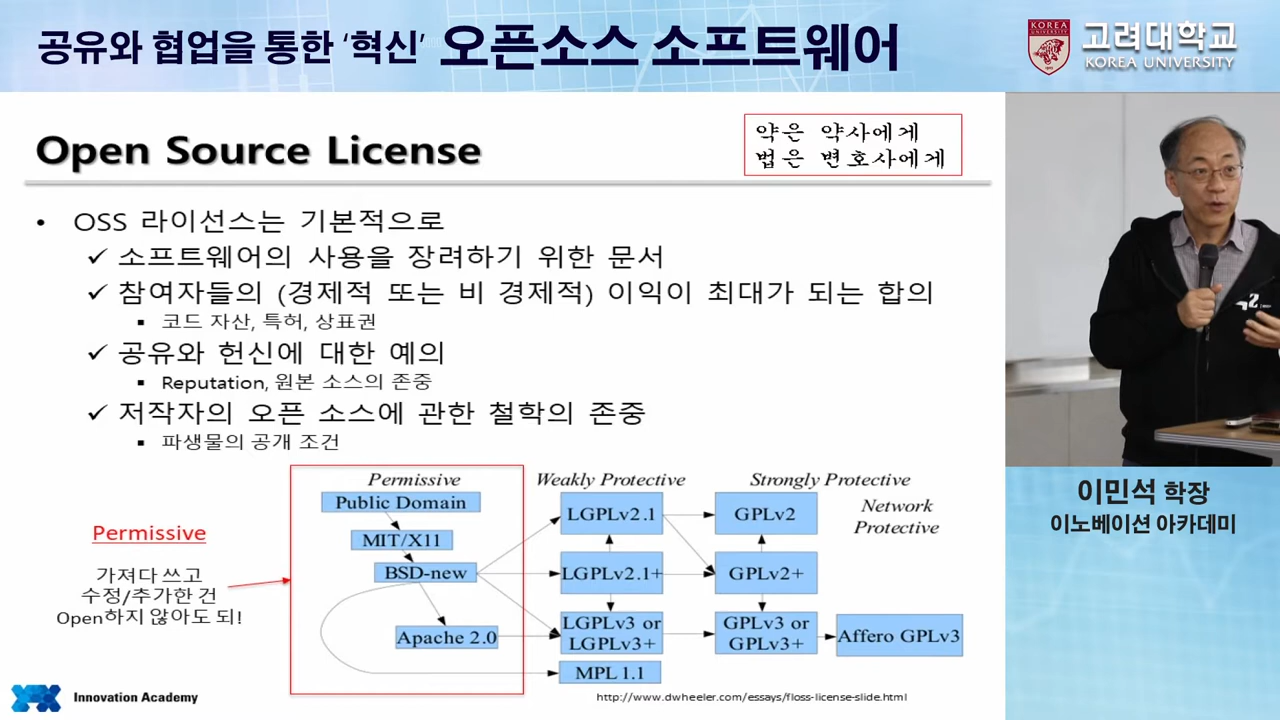 공유와 협업을 통한 ‘혁신’ 오픈소스 소프트웨어
KOREA UNIVERSITY
고려대학교
KOREA UNIVERSITY
Open Source License
약은 약사에게
법은 변호사에게
• OSS 라이선스는 기본적으로
✓ 소프트웨어의 사용을 장려하기 위한 문서
✓ 참여자들의 (경제적 또는 비 경제적) 이익이 최대가 되는 합의
▪ 코드 자산, 특허, 상표권
✓ 공유와 헌신에 대한 예의
▪ Reputation, 원본 소스의 존중
✓ 저작자의 오픈 소스에 관한 철학의 존중
▪ 파생물의 공개 조건
Permissive
가져다 쓰고
수정/추가한 건
Open하지 않아도 되!
Permissive
Weakly Protective
Strongly Protective
Network
Protective
Public Domain
MIT/X11
BSD-new
Apache 2.0
LGPLv2.1
LGPLv2.1+
LGPLv3 or
LGPLv3+
MPL 1.1
GPLv2
GPLv2+
GPLv3 or
GPLv3+
Affero GPLv3
http://www.dwheeler.com/essays/floss-license-slide.html
Innovation Academy
이민석 학장
이노베이션 아카데미